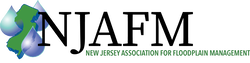 NJAFM
NEW JERSEY ASSOCIATION FOR FLOODPLAIN MANAGEMENT